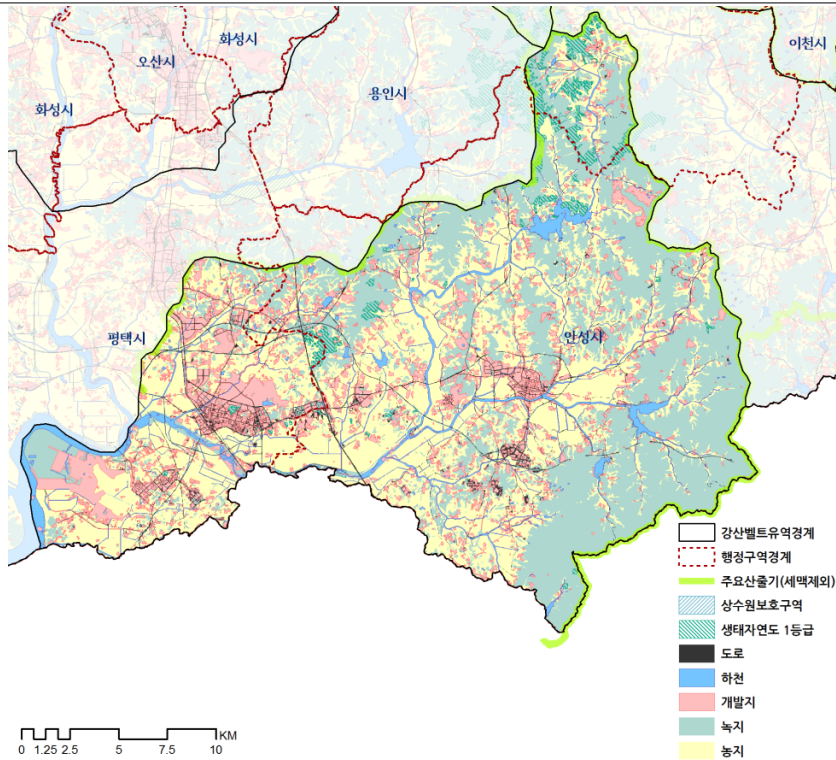 화성시
오산시
이천시
용인시
화성시
평택시
안성시
강산벨트유역경계
행정구역경계
주요산줄기(세맥제외)
상수원보호구역
생태자연도 1등급
도로
하천
개발지
녹지
농지
KM
0 1.25 2.5 5 7.5 10